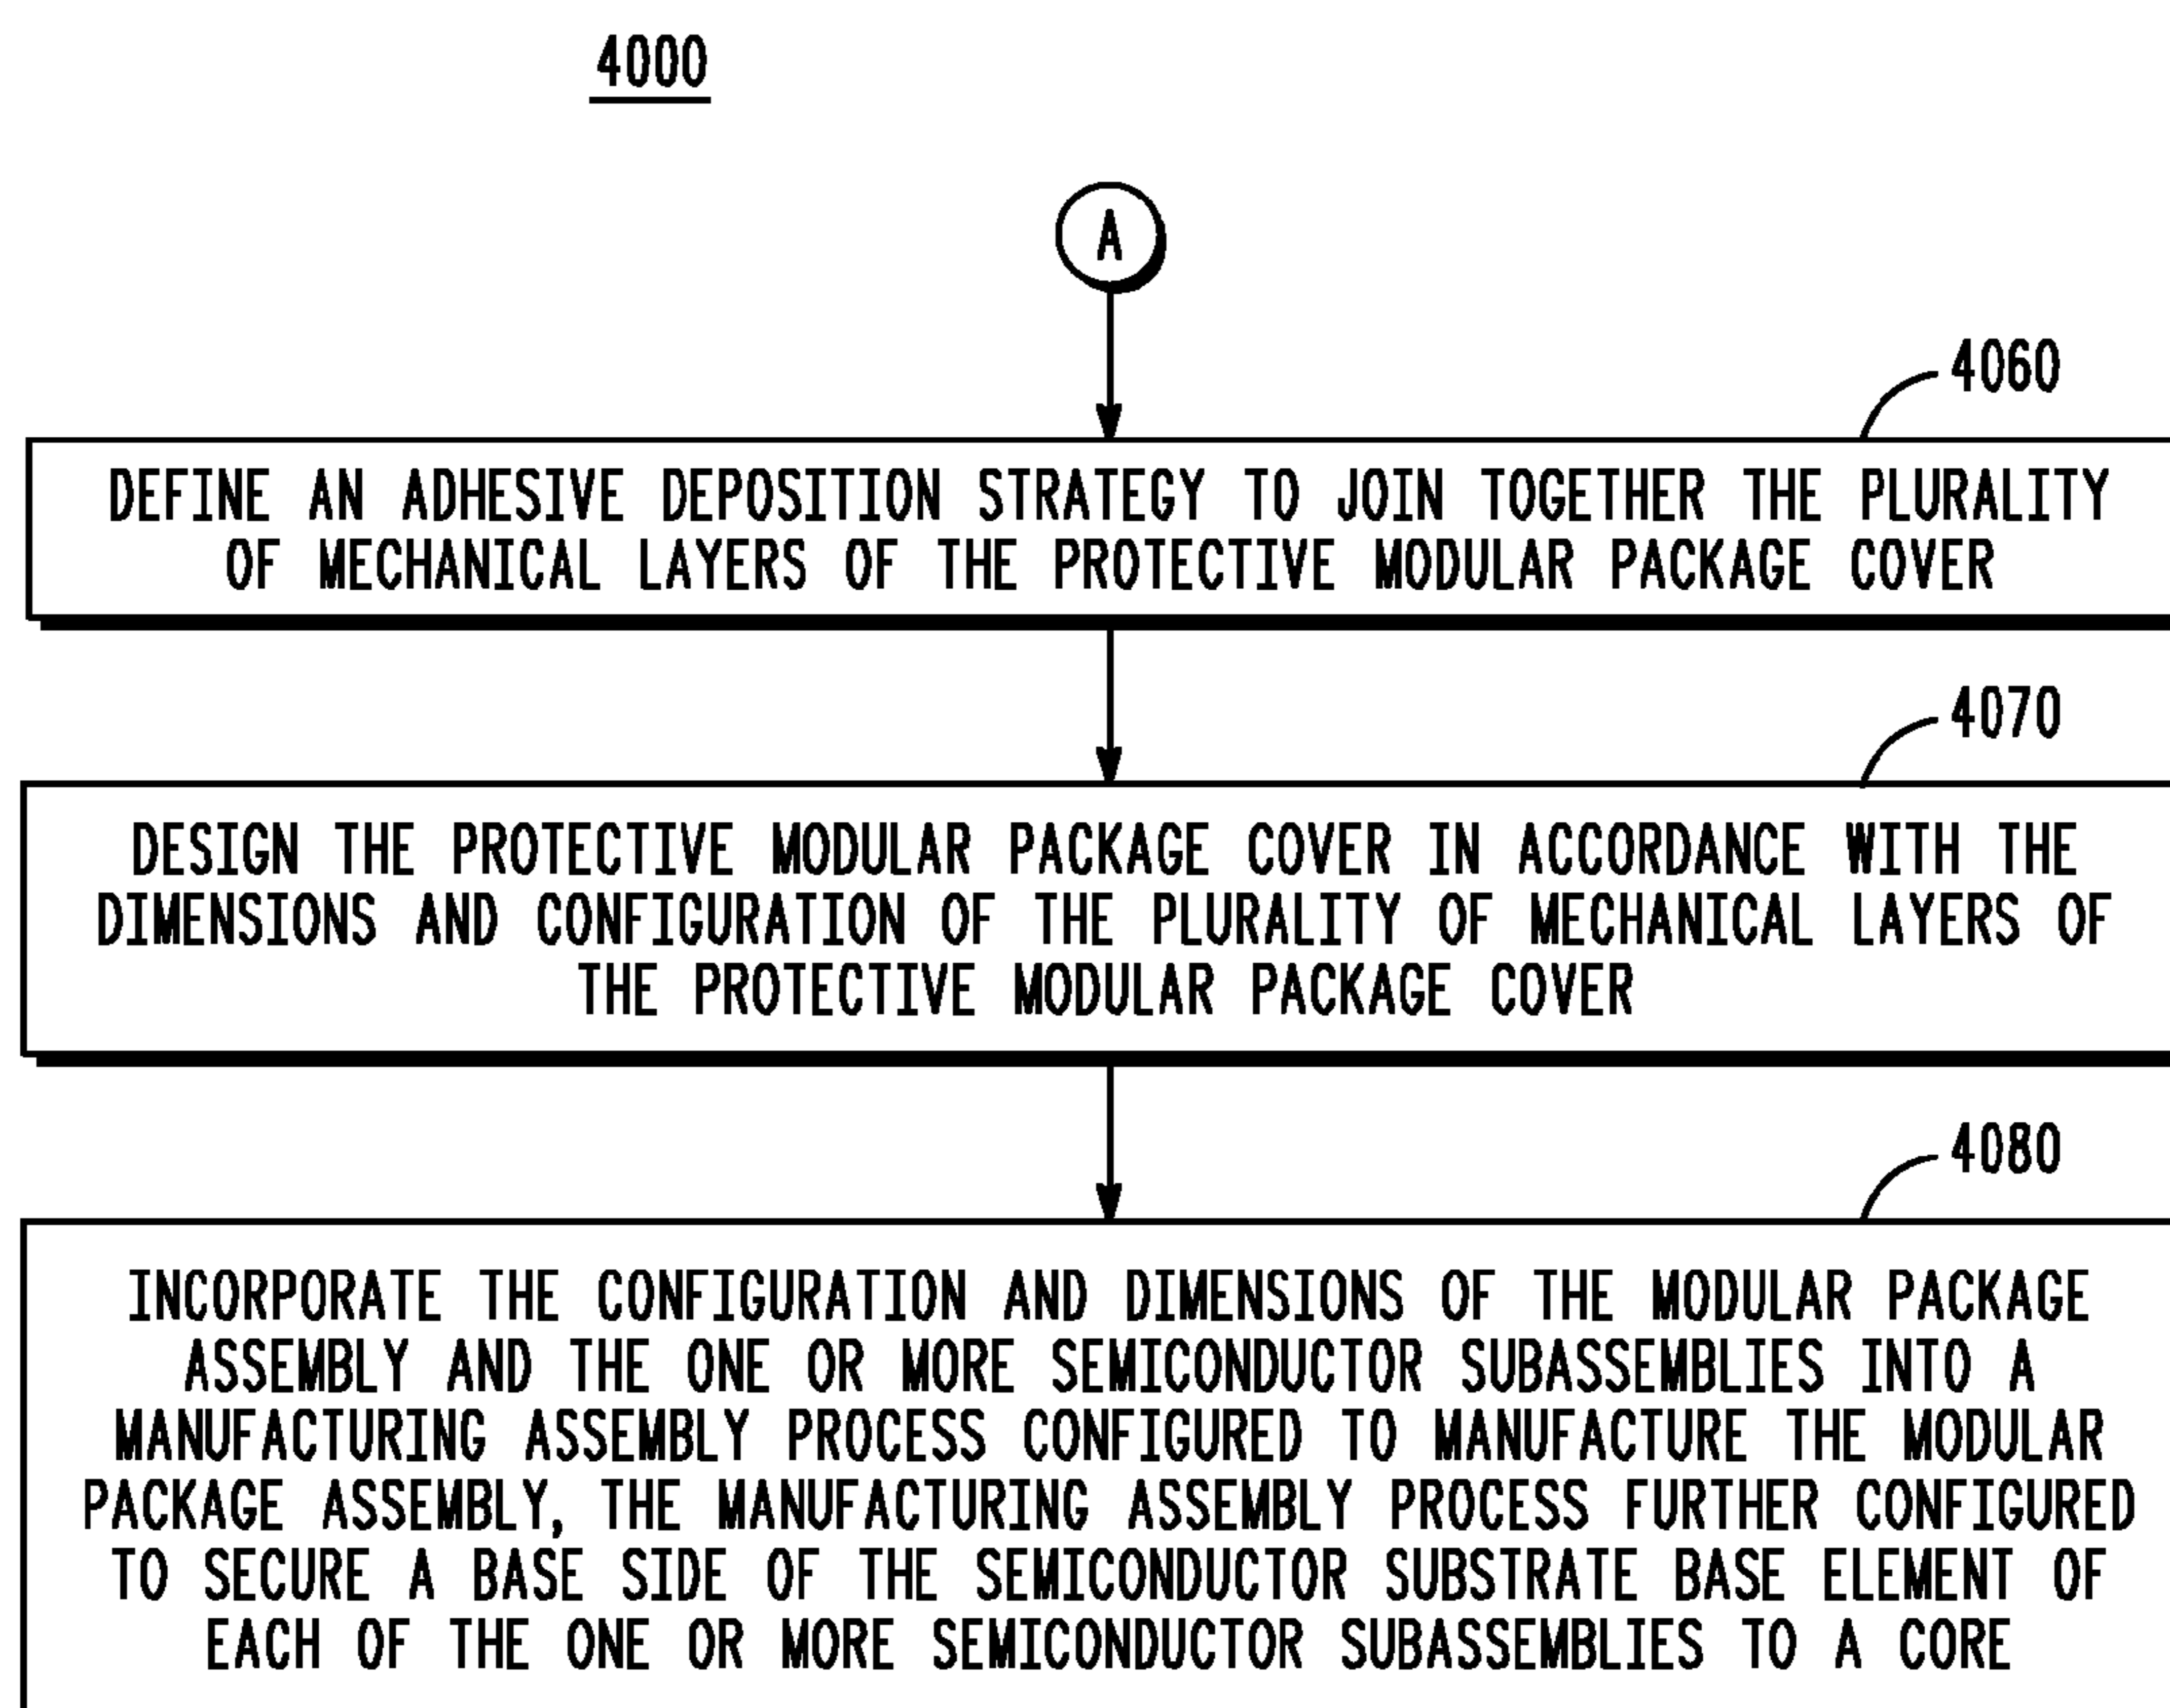 4000
A
4060
DEFINE AN ADHESIVE DEPOSITION STRATEGY TO JOIN TOGETHER THE PLURALITY
OF MECHANICAL LAYERS OF THE PROTECTIVE MODULAR PACKAGE COVER
4070
DESIGN THE PROTECTIVE MODULAR PACKAGE COVER IN ACCORDANCE WITH THE
DIMENSIONS AND CONFIGURATION OF THE PLURALITY OF MECHANICAL LAYERS OF
THE PROTECTIVE MODULAR PACKAGE COVER
4080
INCORPORATE THE CONFIGURATION AND DIMENSIONS OF THE MODULAR PACKAGE
ASSEMBLY AND THE ONE OR MORE SEMICONDUCTOR SUBASSEMBLIES INTO A
MANUFACTURING ASSEMBLY PROCESS CONFIGURED TO MANUFACTURE THE MODULAR
PACKAGE ASSEMBLY, THE MANUFACTURING ASSEMBLY PROCESS FURTHER CONFIGURED
TO SECURE A BASE SIDE OF THE SEMICONDUCTOR SUBSTRATE BASE ELEMENT OF
EACH OF THE ONE OR MORE SEMICONDUCTOR SUBASSEMBLIES TO A CORE